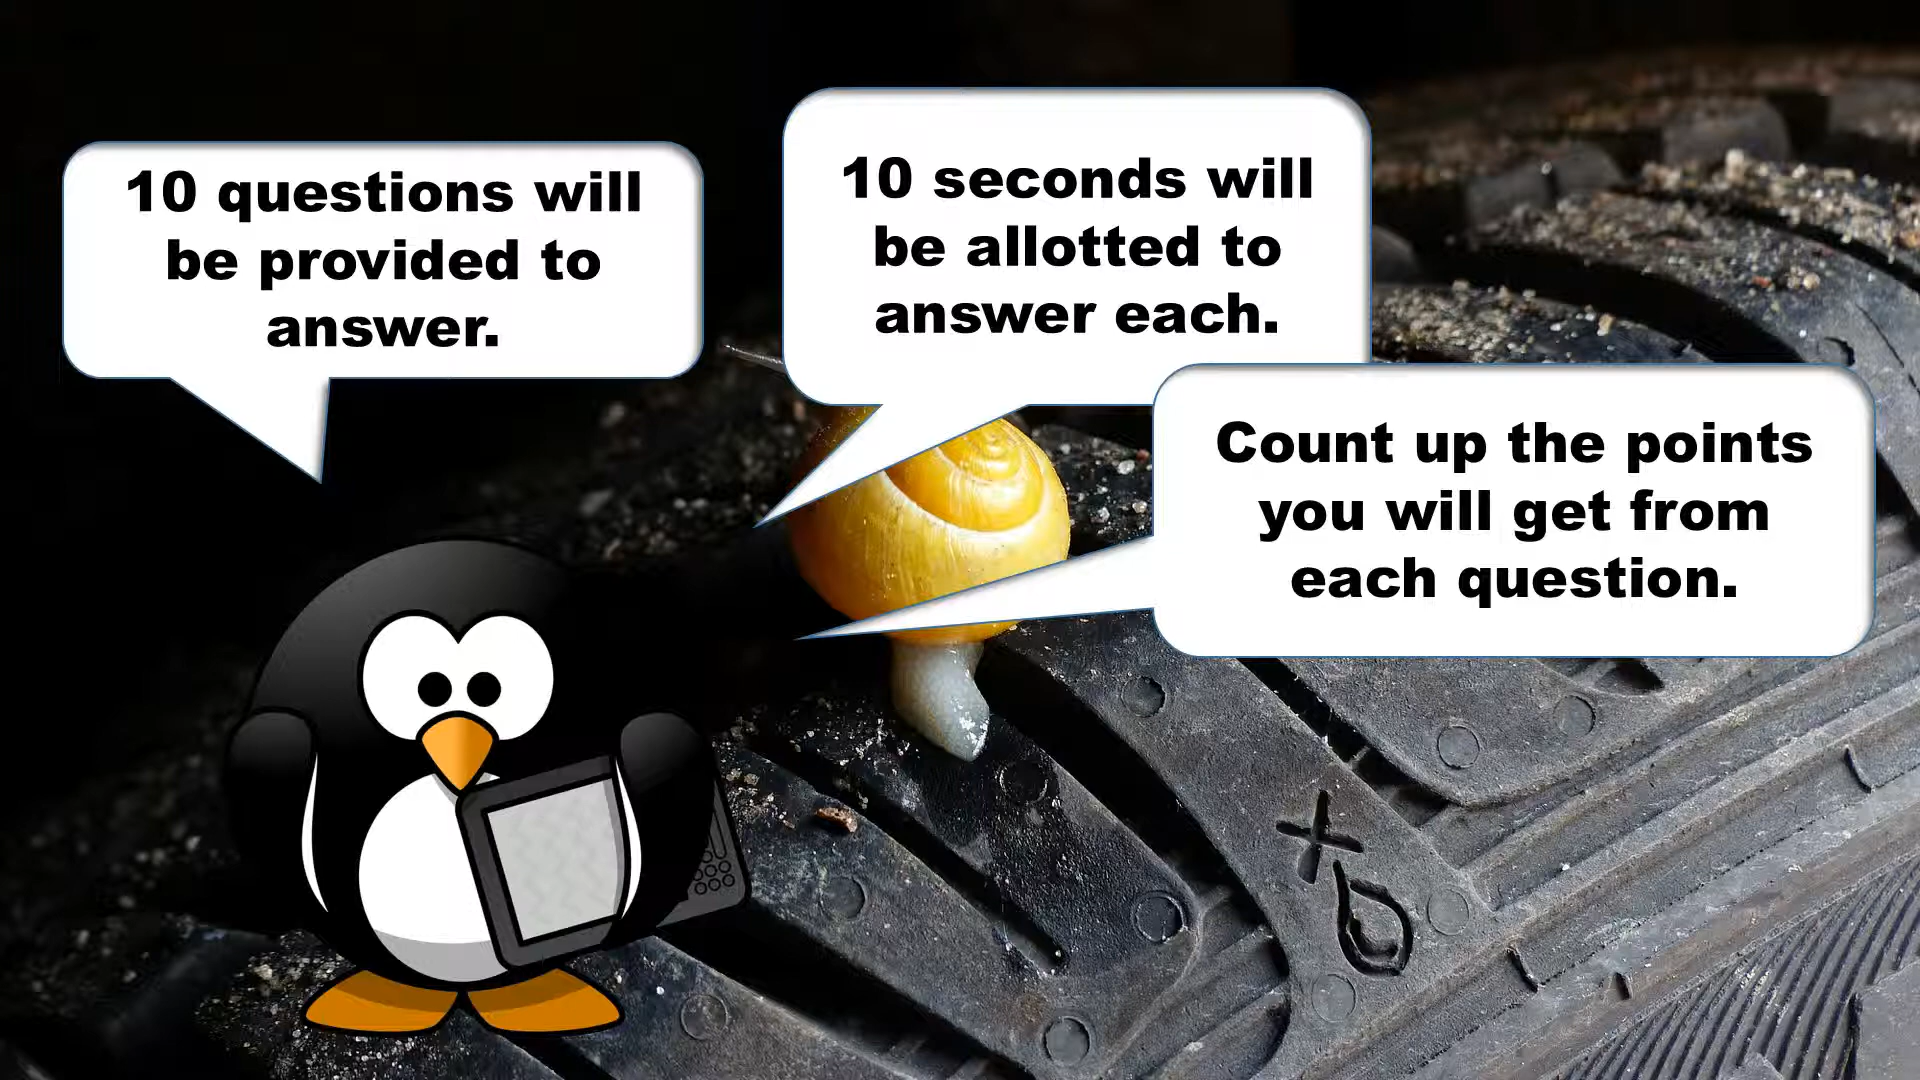 10 questions will
be provided to
answer.
10 seconds will
be allotted to
answer each.
Count up the points
you will get from
each question.